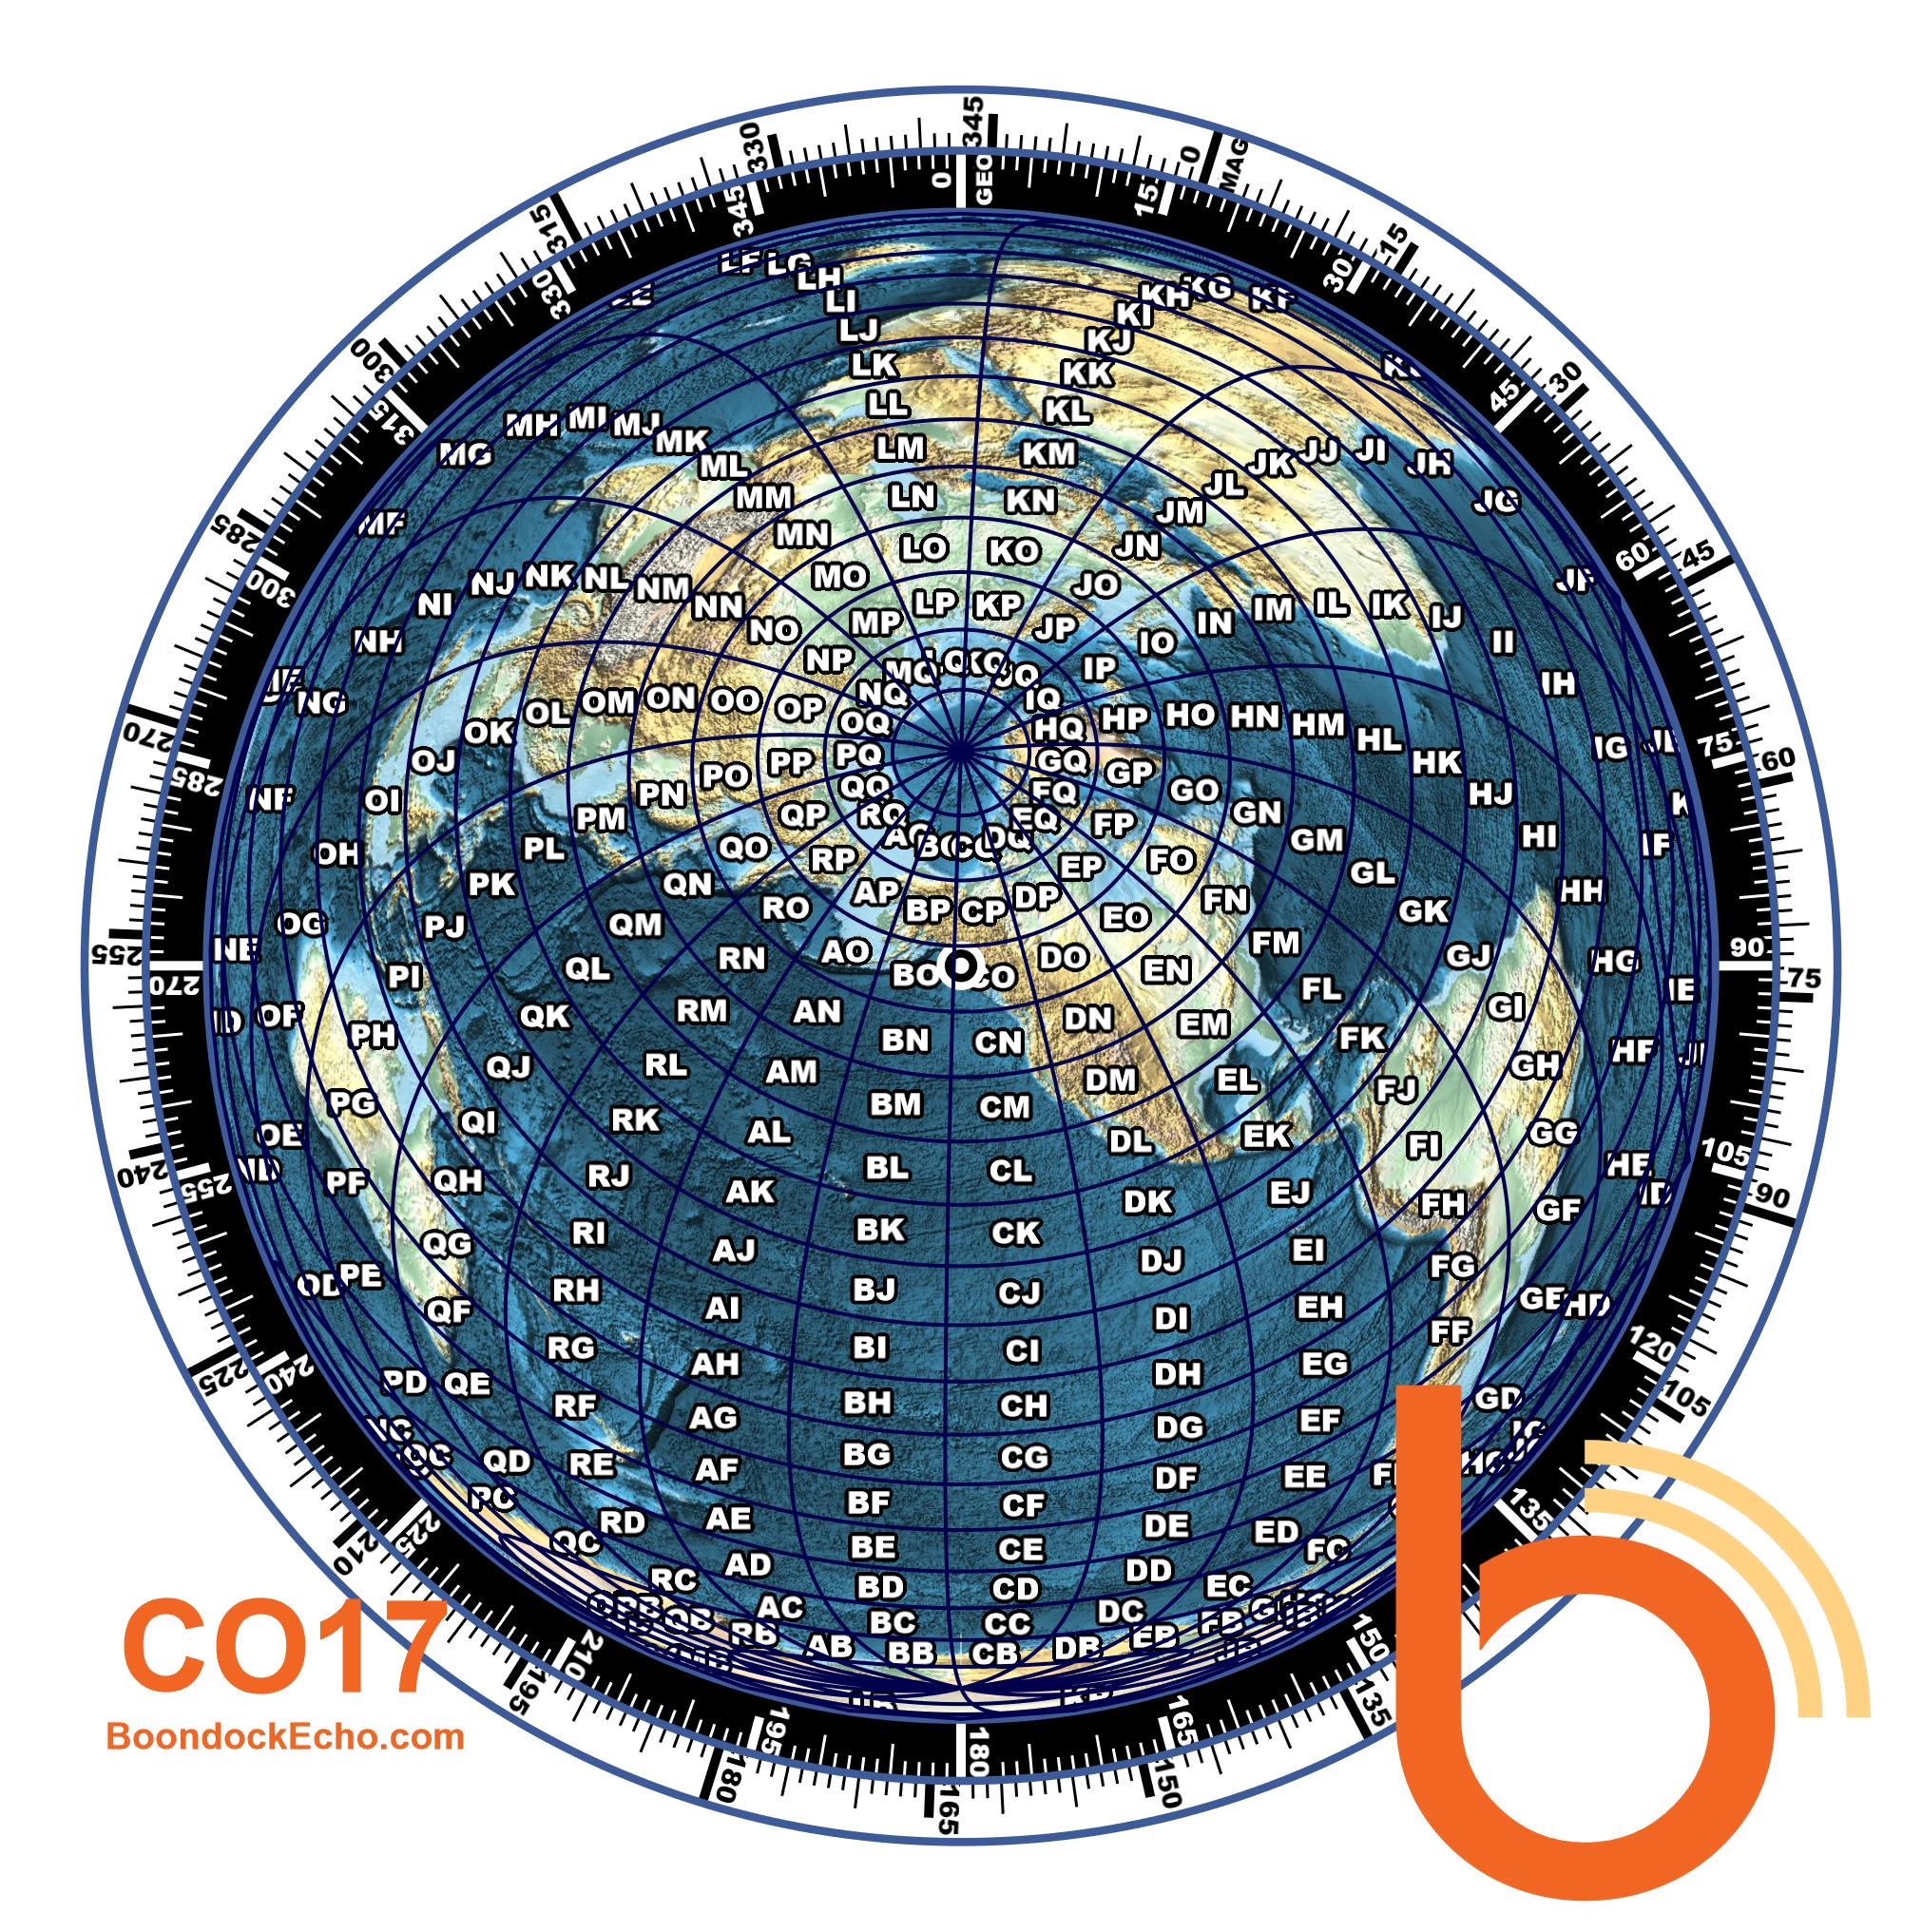 345
330
0
GEO
0
MAG
345
15
315
15
330
30
LF LG
LH
LI
KH KG
KI
LJ
KJ
300
LK
KK
30
315
LL
KL
45
MG MH MI MJ
MK
ML
LM
KM
JK JJ JI JH
JL
JG
285
MF
MM
LN
KN
JM
MN
LO
KO
JN
45
60
300
NI NJ NK NL NM
NN
MO
JO
IN IM IL IK IJ
NO
MP LP KP
JP
IO
II
NH
NP
MQ
IP
IH
NG
OL OM ON OO OP
NQ
IQ
270
OK
OQ
HQ HP HO HN HM
HL
IG
75
OJ
PP PQ
GQ GP
HK
60
285
NF
OI
PM PN PO
QQ
FQ
GO
HJ
QP RQ
EQ FP
GN
OH
PL
QO RP
DQ
EP FO
GM
HI
IF
PK
QN
AP
DP
FN
GL
HH
255
OG
PJ
QM
RO
BP CP
EO
FM
GK
90
NE
QL RN AO
DO EN
GJ
HG
75
270
PI
BO CO
FL
IE
OF
PH
QK RM AN
BN CN
DN EM
FK
GI
HF
QJ RL AM
DM EL
FJ
GH
PG
QI RK
BM CM
EK
GG
240
OE
AL
DL
FI
105
255
PF
QH RJ
BL CL
HE
90
AK
DK EJ
FH
GF
QG RI
BK CK
AJ
DJ EI
FG
PE
RH
BJ CJ
GE HD
QF
AI
DI EH
FF
120
225
240
PD QE
RG AH
BI CI
DH EG
105
RF
BH CH
GD
AG
DG EF
QD RE
BG CG
AF
DF EE
PC
RD AE
BF CF
DE ED
135
210
225
QC
AD
BE CE
DD
FC
RC
BD CD
EC
AC
DC
QB RB AB
BC CC
DB EB FB
BB CB
195
210
150
135
180
195
165
180
165
150
CO17
BoondockEcho.com